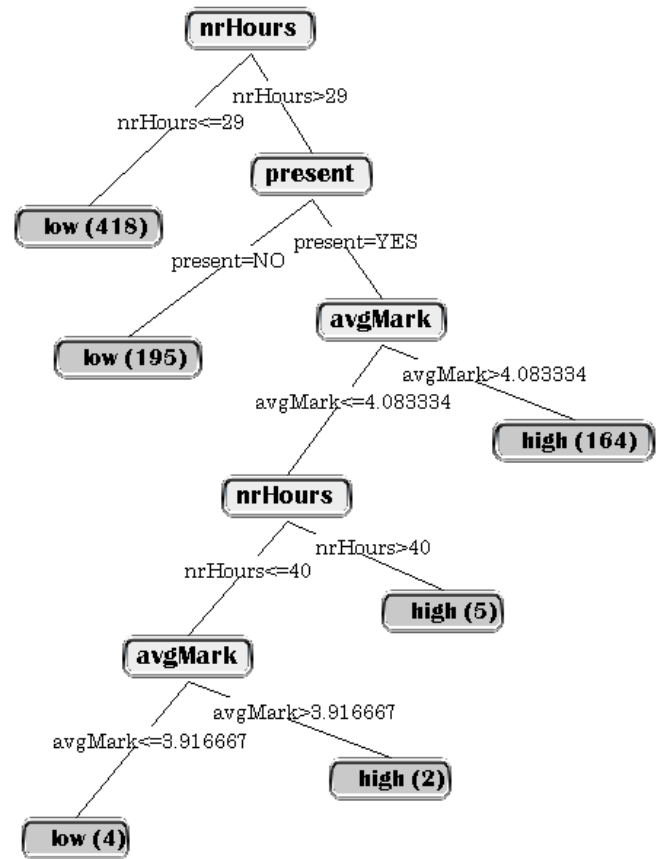 nrHours
nrHours>29
nrHours<=29
present
low (418)
present=YES
present=NO
avgMark
low (195)
avgMark>4.083334
avgMark<=4.083334
high (164)
nrHours
nrHours>40
nrHours<=40
high (5)
avgMark
avgMark>3.916667
avgMark<=3.916667
high (2)
low (4)